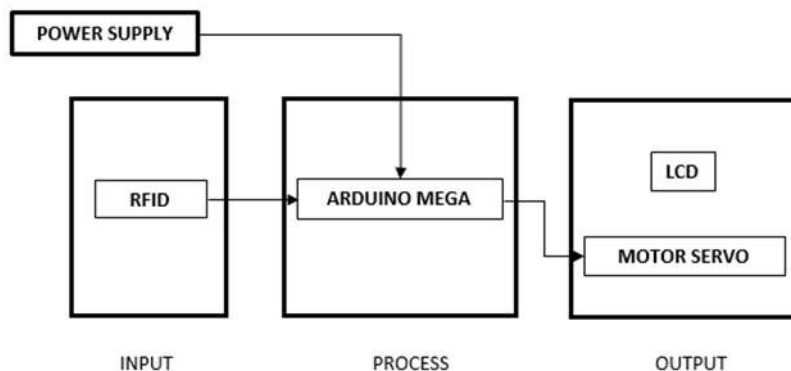 POWER SUPPLY
RFID
ARDUINO MEGA
LCD
MOTOR SERVO
INPUT
PROCESS
OUTPUT